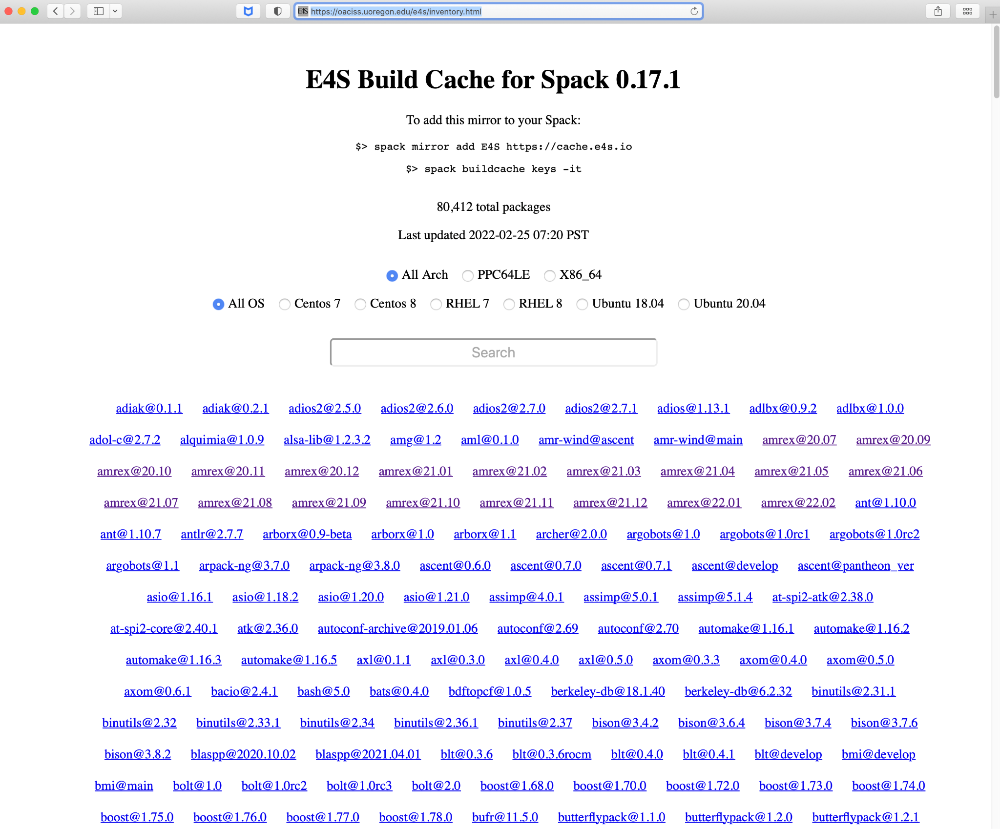 E4S https://oaciss.uoregon.edu/e4s/inventory.html
E4S Build Cache for Spack 0.17.1
To add this mirror to your Spack:
$> spack mirror add E4S https://cache.e4s.io
$> spack buildcache keys -it
80,412 total packages
Last updated 2022-02-25 07:20 PST
All Arch PPC64LE X86_64
All OS Centos 7 Centos 8 RHEL 7 RHEL 8 Ubuntu 18.04 Ubuntu 20.04
Search
adiak@0.1.1 adiak@0.2.1 adios2@2.5.0 adios2@2.6.0 adios2@2.7.0 adios2@2.7.1 adios@1.13.1 adlbx@0.9.2 adlbx@1.0.0
adol-c@2.7.2 alquimia@1.0.9 alsa-lib@1.2.3.2 amg@1.2 aml@0.1.0 amr-wind@ascent amr-wind@main amrex@20.07 amrex@20.09
amrex@20.10 amrex@20.11 amrex@20.12 amrex@21.01 amrex@21.02 amrex@21.03 amrex@21.04 amrex@21.05 amrex@21.06
amrex@21.07 amrex@21.08 amrex@21.09 amrex@21.10 amrex@21.11 amrex@21.12 amrex@22.01 amrex@22.02 ant@1.10.0
ant@1.10.7 antlr@2.7.7 arborx@0.9-beta arborx@1.0 arborx@1.1 archer@2.0.0 argobots@1.0 argobots@1.0rc1 argobots@1.0rc2
argobots@1.1 arpack-ng@3.7.0 arpack-ng@3.8.0 ascent@0.6.0 ascent@0.7.0 ascent@0.7.1 ascent@develop ascent@pantheon_ver
asio@1.16.1 asio@1.18.2 asio@1.20.0 asio@1.21.0 assimp@4.0.1 assimp@5.0.1 assimp@5.1.4 at-spi2-atk@2.38.0
at-spi2-core@2.40.1 atk@2.36.0 autoconf-archive@2019.01.06 autoconf@2.69 autoconf@2.70 automake@1.16.1 automake@1.16.2
automake@1.16.3 automake@1.16.5 axl@0.1.1 axl@0.3.0 axl@0.4.0 axl@0.5.0 axom@0.3.3 axom@0.4.0 axom@0.5.0
axom@0.6.1 bacio@2.4.1 bash@5.0 bats@0.4.0 bdftopcf@1.0.5 berkeley-db@18.1.40 berkeley-db@6.2.32 binutils@2.31.1
binutils@2.32 binutils@2.33.1 binutils@2.34 binutils@2.36.1 binutils@2.37 bison@3.4.2 bison@3.6.4 bison@3.7.4 bison@3.7.6
bison@3.8.2 blaspp@2020.10.02 blaspp@2021.04.01 blt@0.3.6 blt@0.3.6rocm blt@0.4.0 blt@0.4.1 blt@develop bmi@develop
bmi@main bolt@1.0 bolt@1.0rc2 bolt@1.0rc3 bolt@2.0 boost@1.68.0 boost@1.70.0 boost@1.72.0 boost@1.73.0 boost@1.74.0
boost@1.75.0 boost@1.76.0 boost@1.77.0 boost@1.78.0 bufr@11.5.0 butterflypack@1.1.0 butterflypack@1.2.0 butterflypack@1.2.1